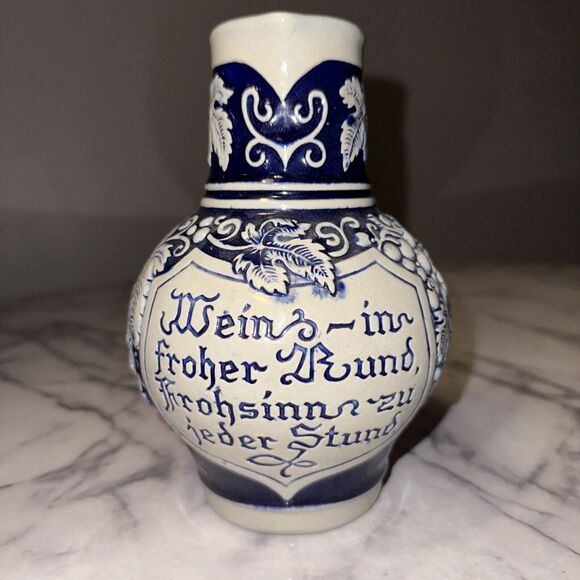 Wein - in
froher Rund,
Frohsinn zu
jeder Stund